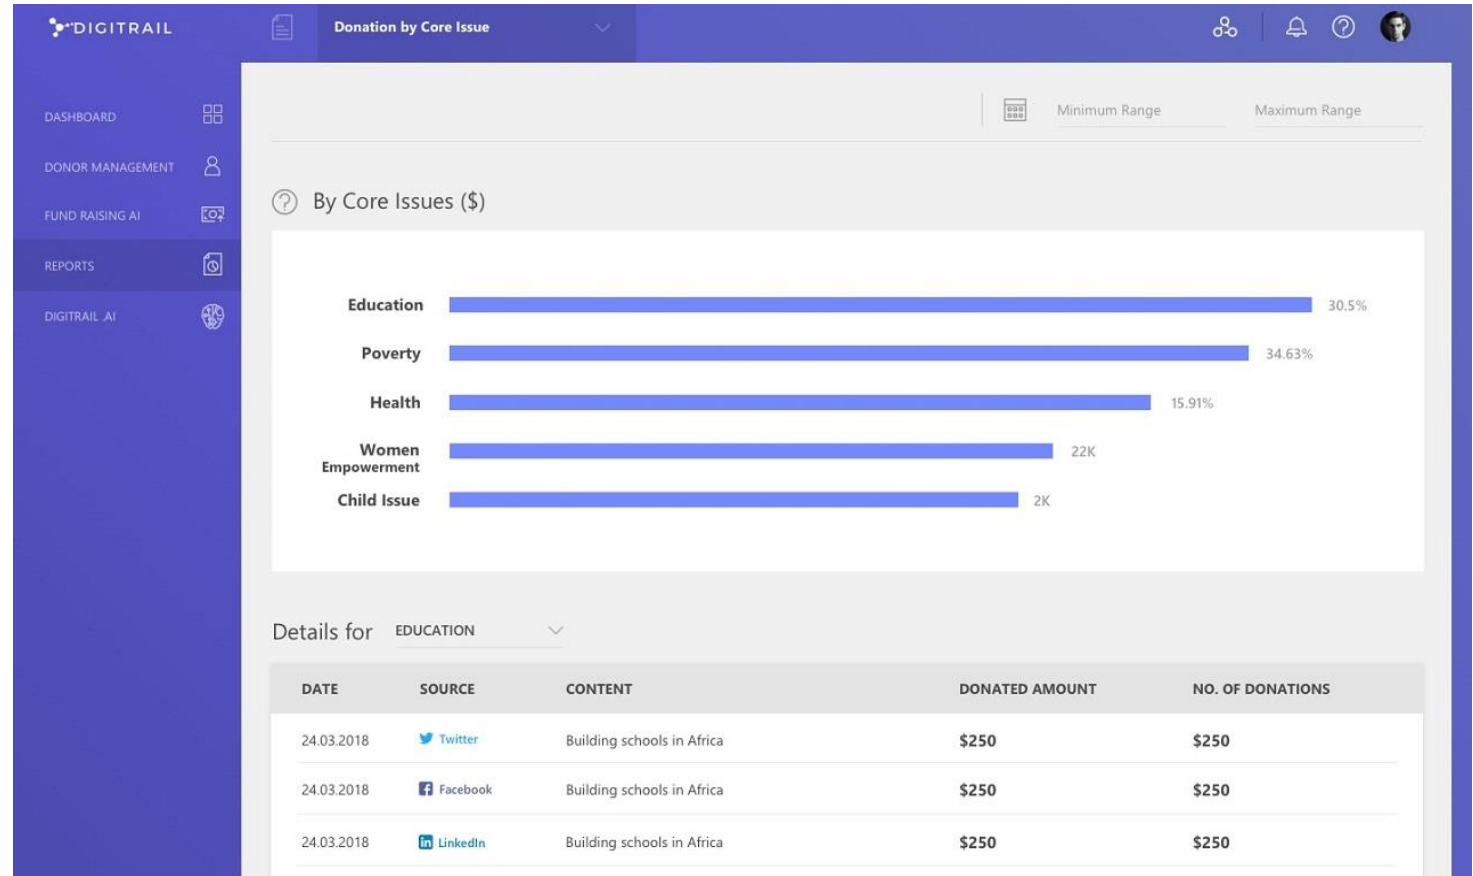 DIGITRAIL
Donation by Core Issue
DASHBOARD
DONOR MANAGEMENT
FUND RAISING AI
REPORTS
DIGITRAIL .AI
Minimum Range
Maximum Range
By Core Issues ($)
Education 30.5%
Poverty 34.63%
Health 15.91%
Women
Empowerment 22K
Child Issue 2K
Details for EDUCATION
DATE SOURCE CONTENT DONATED AMOUNT NO. OF DONATIONS
24.03.2018 Twitter Building schools in Africa $250 $250
24.03.2018 Facebook Building schools in Africa $250 $250
24.03.2018 LinkedIn Building schools in Africa $250 $250